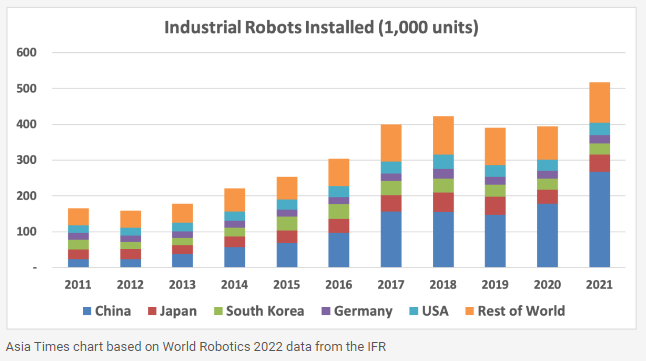 Industrial Robots Installed (1,000 units)
600
500
400
300
200
100
-
2011 2012 2013 2014 2015 2016 2017 2018 2019 2020 2021
China Japan South Korea Germany USA Rest of World
Asia Times chart based on World Robotics 2022 data from the IFR